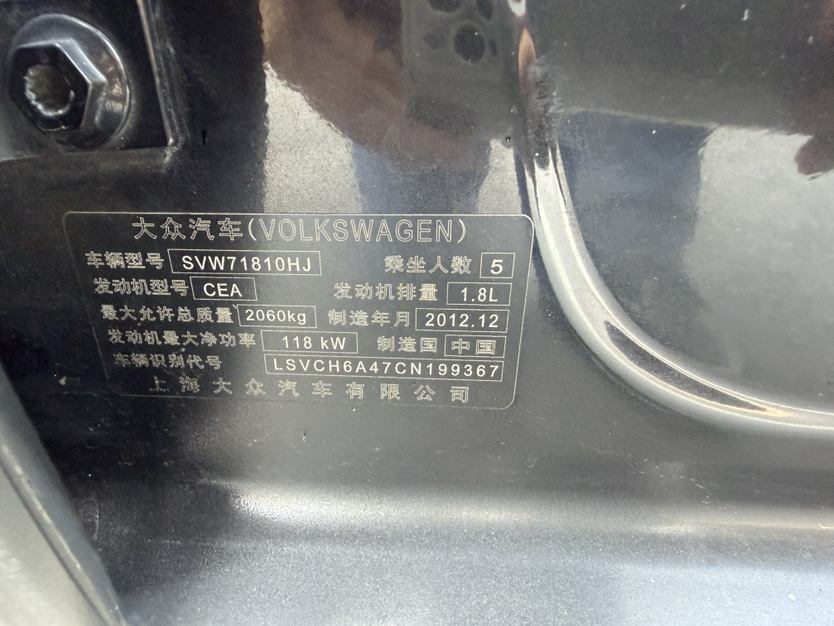 大众汽车(VOLKSWAGEN)
车辆型号 SVW71810HJ 乘坐人数 5
发动机型号 CEA 发动机排量 1.8L
最大允许总质量 2060kg 制造年月 2012.12
发动机最大净功率 118 kW 制造国 中国
车辆识别代号 LSVCH6A47CN199367
上海大众汽车有限公司